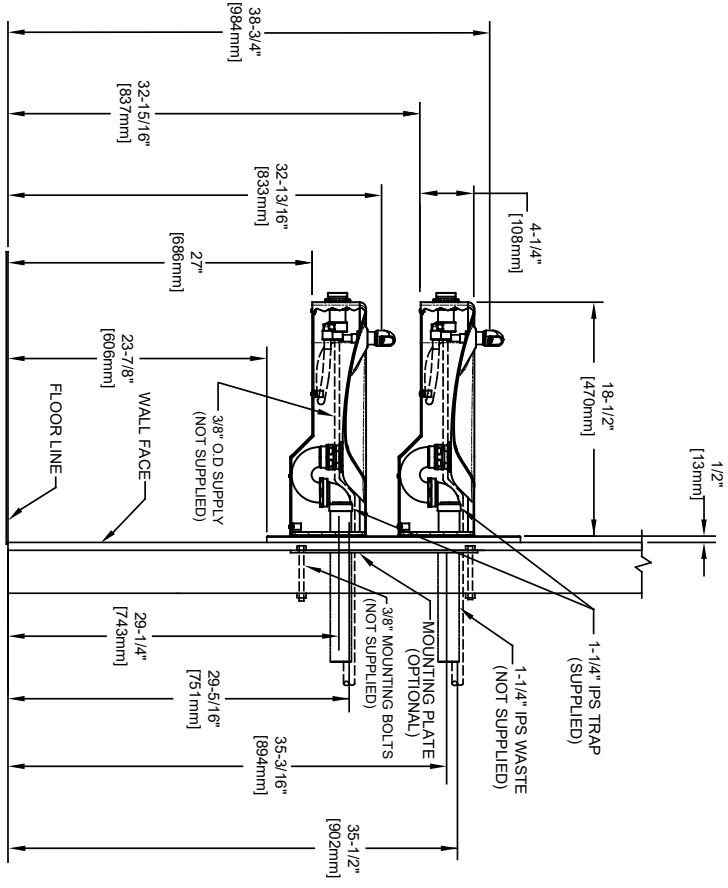 38-3/4"
[984mm]
32-15/16"
[837mm]
32-13/16"
[833mm]
27"
[686mm]
23-7/8"
[606mm]
4-1/4"
[108mm]
18-1/2"
[470mm]
1/2"
[13mm]
FLOOR LINE
WALL FACE
3/8" O.D SUPPLY
(NOT SUPPLIED)
1-1/4" IPS TRAP
(SUPPLIED)
1-1/4" IPS WASTE
(NOT SUPPLIED)
MOUNTING PLATE
(OPTIONAL)
3/8" MOUNTING BOLTS
(NOT SUPPLIED)
29-1/4"
[743mm]
29-5/16"
[751mm]
35-3/16"
[894mm]
35-1/2"
[902mm]